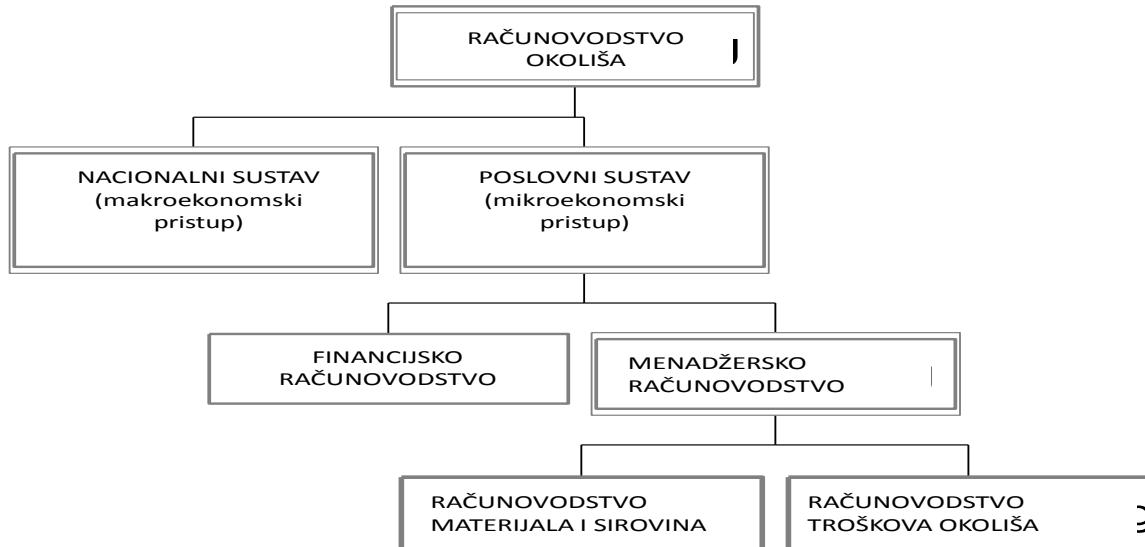 RAČUNOVODSTVO
OKOLIŠA
NACIONALNI SUSTAV
(makroekonomski
pristup)
POSLOVNI SUSTAV
(mikroekonomski
pristup)
FINANCIJSKO
RAČUNOVODSTVO
MENADŽERSKO
RAČUNOVODSTVO
RAČUNOVODSTVO
MATERIJALA I SIROVINA
RAČUNOVODSTVO
TROŠKOVA OKOLIŠA